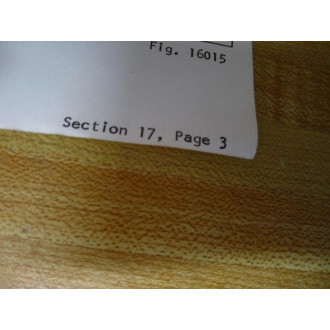 Fig. 16015
Section 17, Page 3